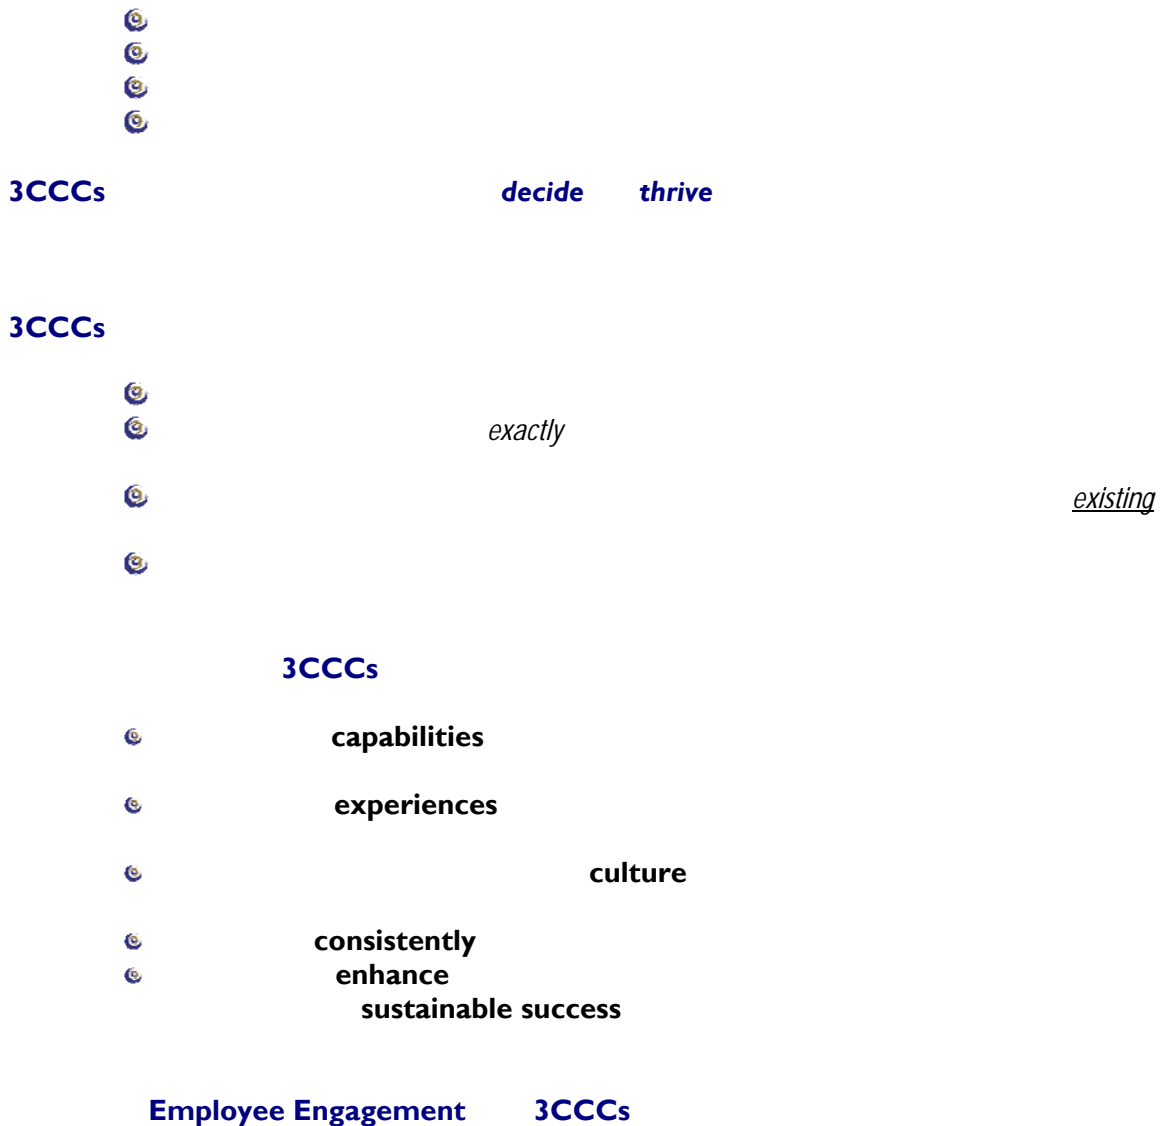 3CCCs decide thrive
3CCCs
exactly
existing
3CCCs
capabilities
experiences
culture
consistently
enhance
sustainable success
Employee Engagement 3CCCs